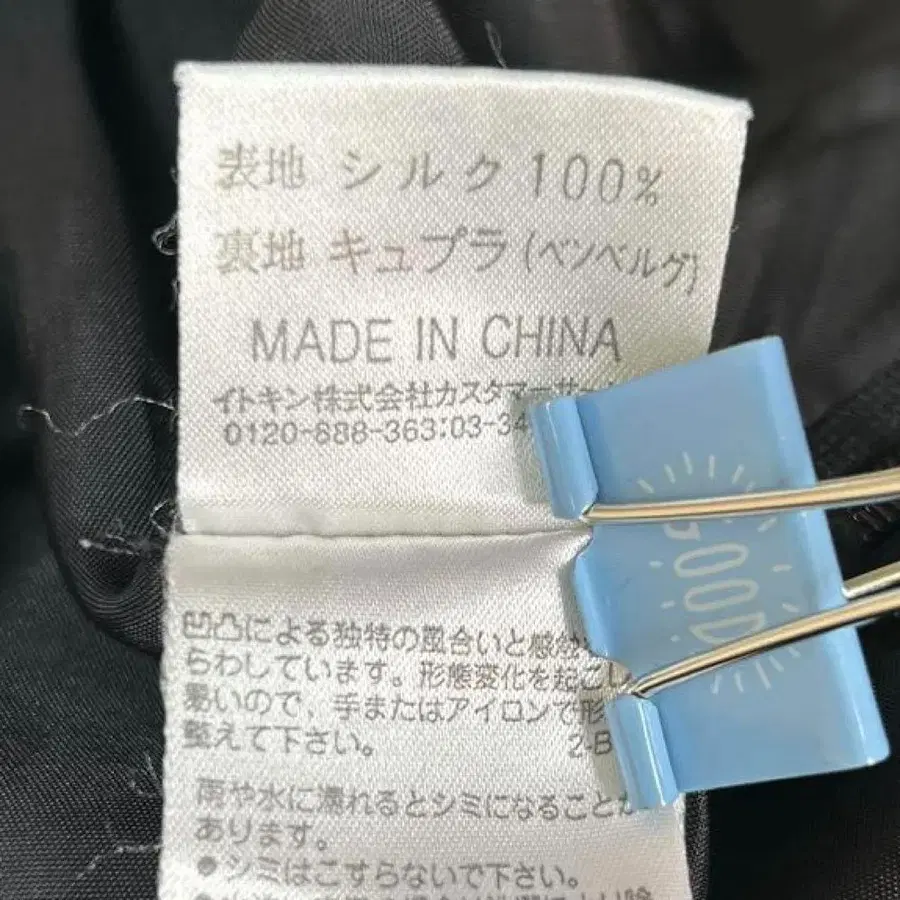 表地 シルク100%
裏地 キュプラ(ベンベルグ)
MADE IN CHINA
イトキン株式会社カスタマーサー
0120-888-363:03-34
凹凸による独特の風合いと感触
らわしています。形態変化を起こし
易いので、手またはアイロンで形
整えて下さい。
2-B
雨や水に濡れるとシミになることが
あります。
●シミはこすらないで下さい。
GOOD